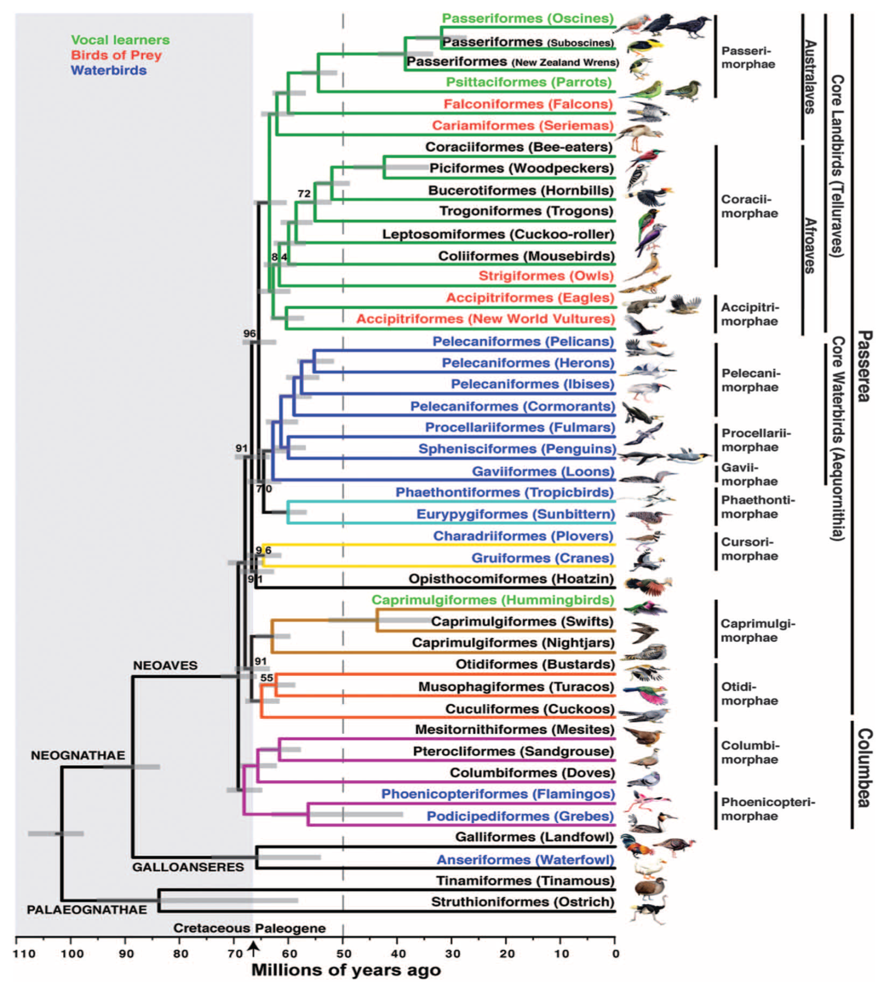 Vocal learners
Birds of Prey
Waterbirds
Passeriformes (Oscines)
Passeriformes (Suboscines)
Passeriformes (New Zealand Wrens)
Psittaciformes (Parrots)
Falconiformes (Falcons)
Cariamiformes (Seriemas)
Coraciiformes (Bee-eaters)
Piciformes (Woodpeckers)
Bucerotiformes (Hornbills)
72
Trogoniformes (Trogons)
Leptosomiformes (Cuckoo-roller)
84
Coliiformes (Mousebirds)
Strigiformes (Owls)
Accipitriformes (Eagles)
Accipitriformes (New World Vultures)
96
Pelecaniformes (Pelicans)
Pelecaniformes (Herons)
Pelecaniformes (Ibises)
Pelecaniformes (Cormorants)
Procellariiformes (Fulmars)
91
Sphenisciformes (Penguins)
Gaviiformes (Loons)
70
Phaethontiformes (Tropicbirds)
Eurypygiformes (Sunbittern)
Charadriiformes (Plovers)
96
Gruiformes (Cranes)
91
Opisthocomiformes (Hoatzin)
Caprimulgiformes (Hummingbirds)
Caprimulgiformes (Swifts)
Caprimulgiformes (Nightjars)
91
Otidiformes (Bustards)
55
Musophagiformes (Turacos)
Cuculiformes (Cuckoos)
Mesitornithiformes (Mesites)
Pterocliformes (Sandgrouse)
Columbiformes (Doves)
Phoenicopteriformes (Flamingos)
Podicipediformes (Grebes)
Galliformes (Landfowl)
Anseriformes (Waterfowl)
Tinamiformes (Tinamous)
Struthioniformes (Ostrich)
NEOAVES
NEOGNATHAE
GALLOANSERES
PALAEOGNATHAE
Passeri-
morphae
Coracii-
morphae
Accipitri-
morphae
Pelecani-
morphae
Procellarii-
morphae
Gavii-
morphae
Phaethonti-
morphae
Cursori-
morphae
Caprimulgi-
morphae
Otidi-
morphae
Columbi-
morphae
Phoenicopteri-
morphae
Australaves
Afroaves
Core Landbirds (Telluraves)
Core Waterbirds (Aequornithia)
Passerea
Columbea
Cretaceous Paleogene
110 100 90 80 70 60 50 40 30 20 10 0
Millions of years ago